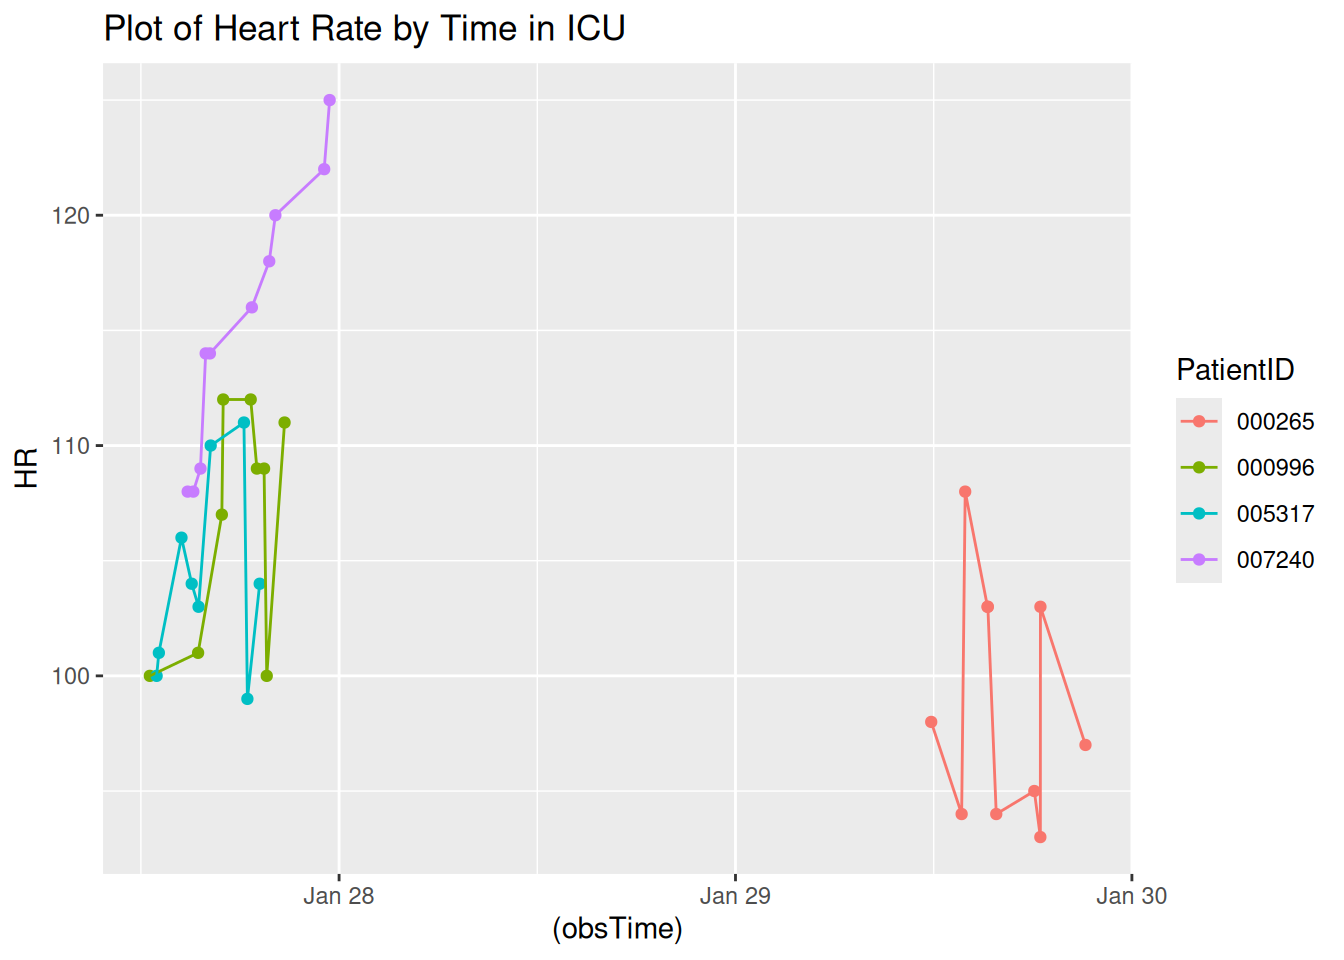 Plot of Heart Rate by Time in ICU
HR
120
110
100
Jan 28
Jan 29
Jan 30
(obsTime)
PatientID
000265
000996
005317
007240